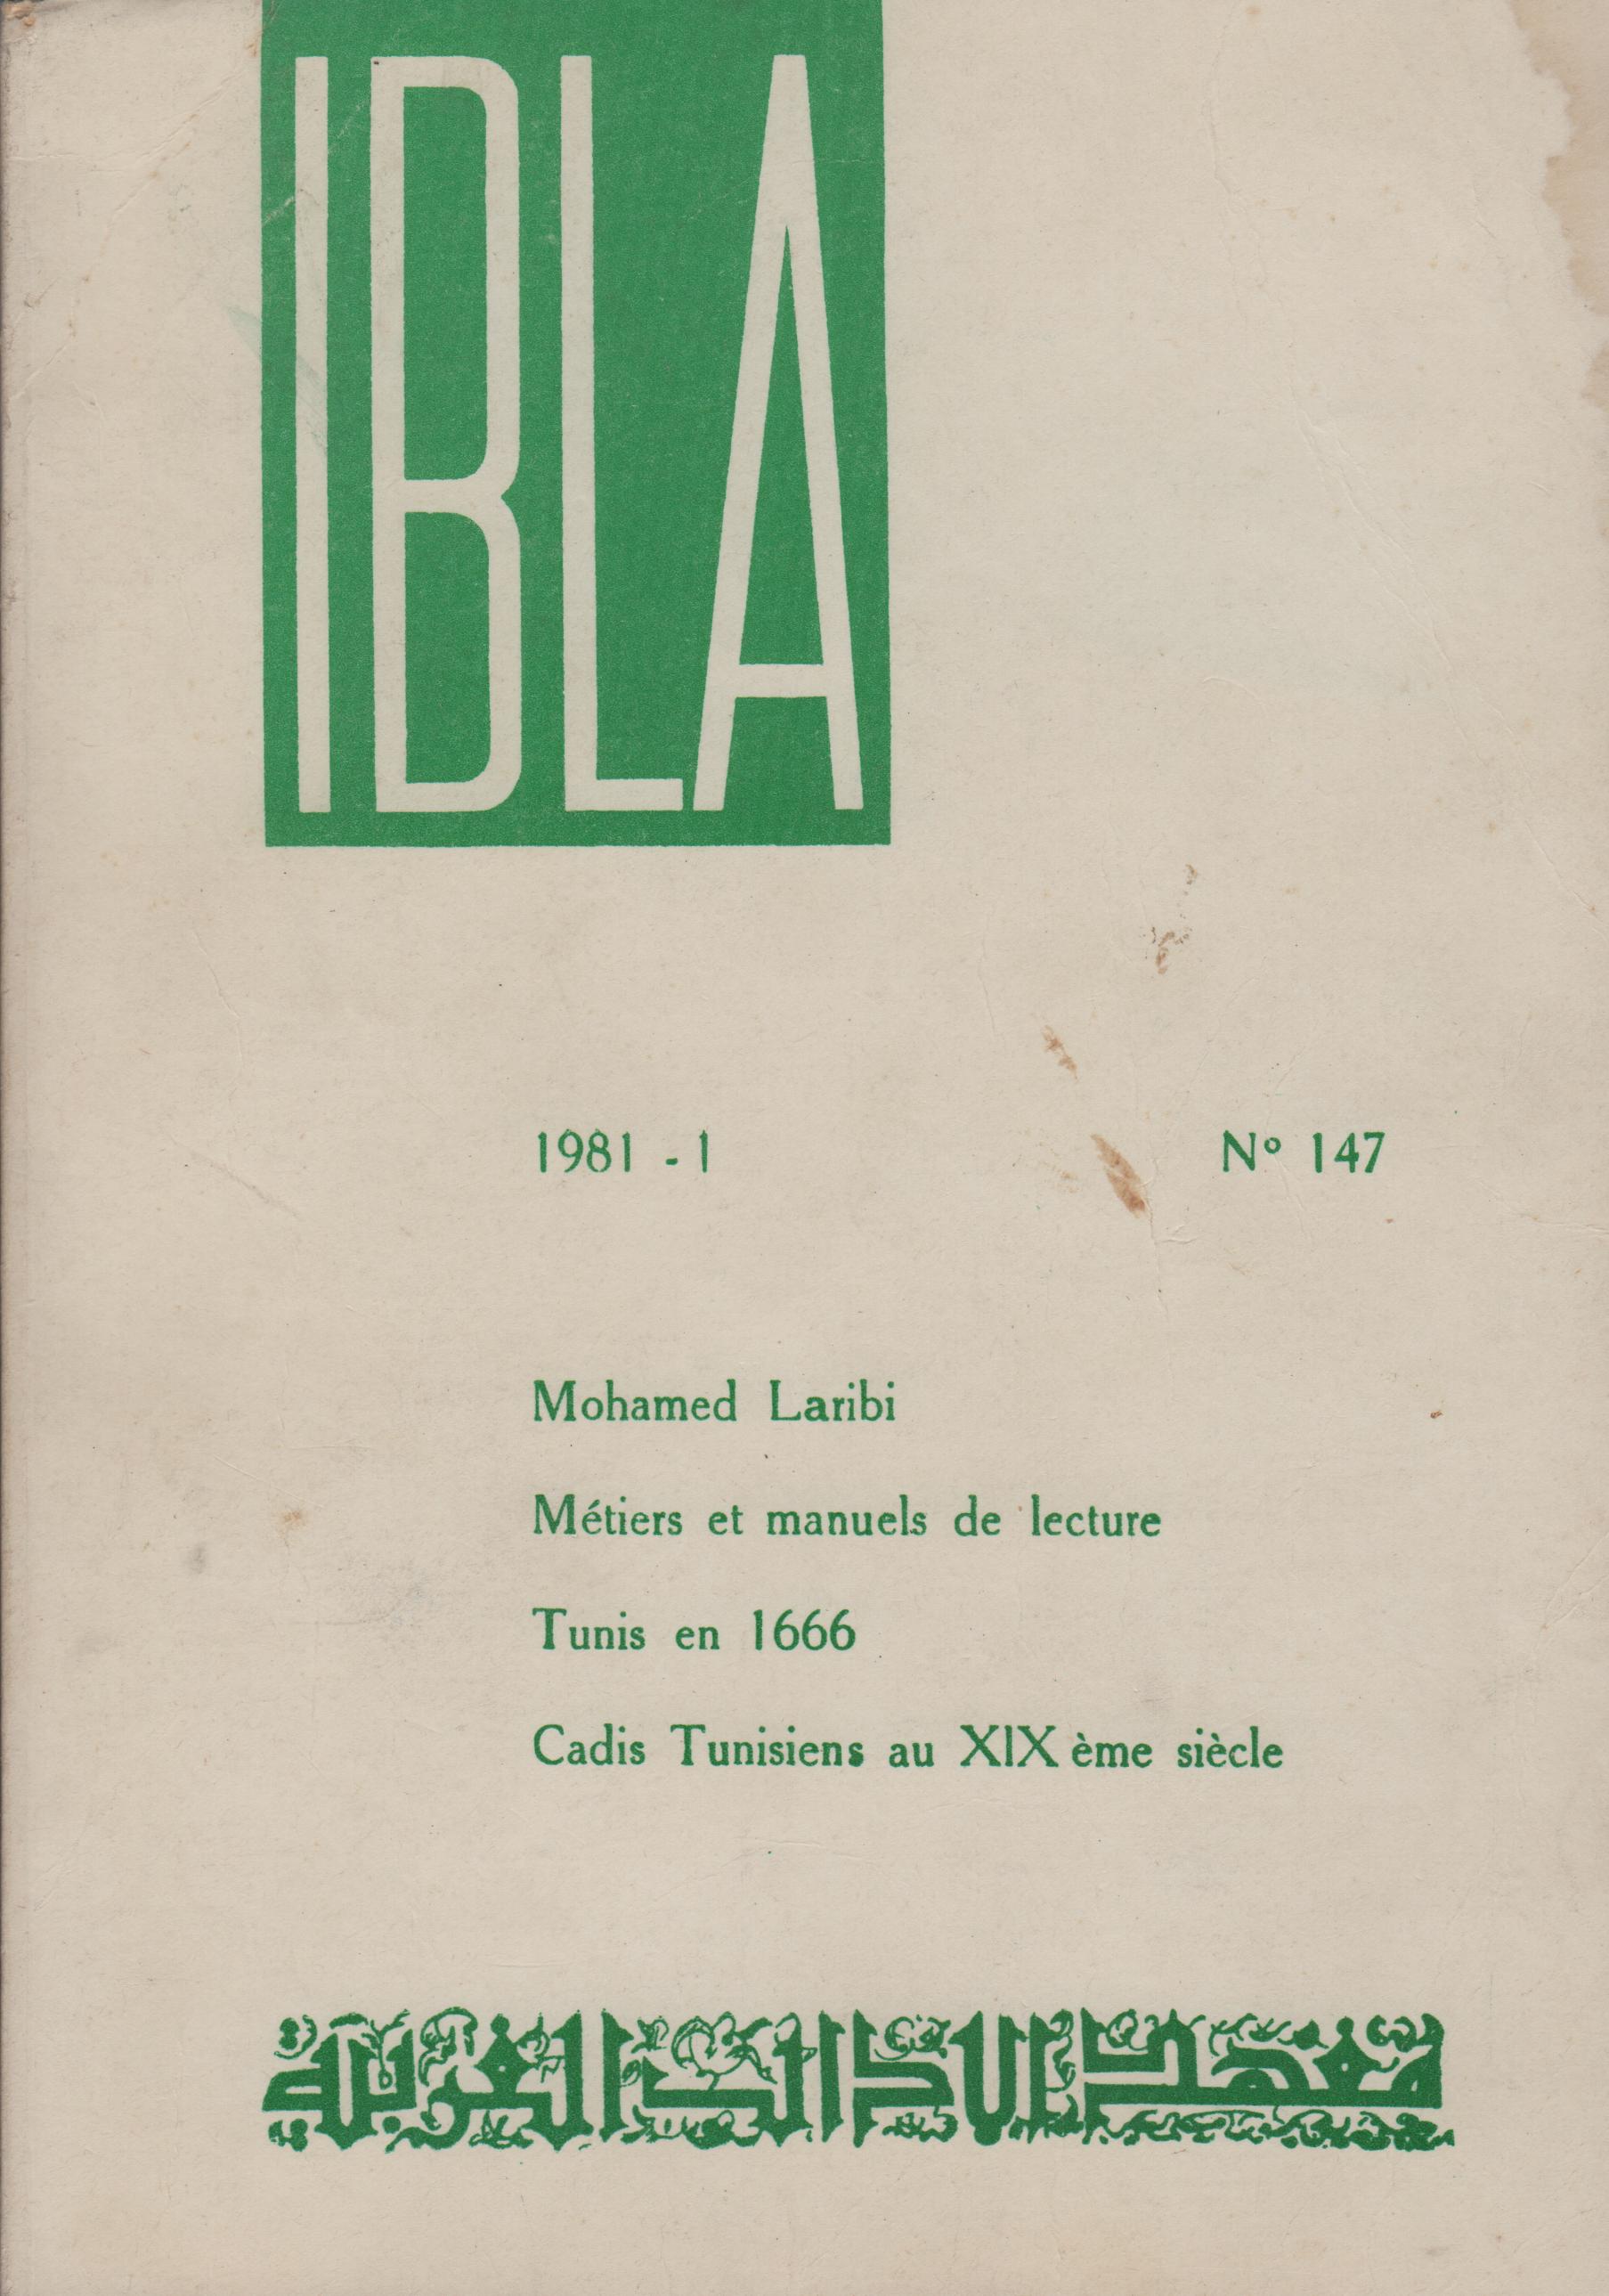 IBLA
1981 - 1 N° 147
Mohamed Laribi
Métiers et manuels de lecture
Tunis en 1666
Cadis Tunisiens au XIX ème siècle
معهد الآداب العربية